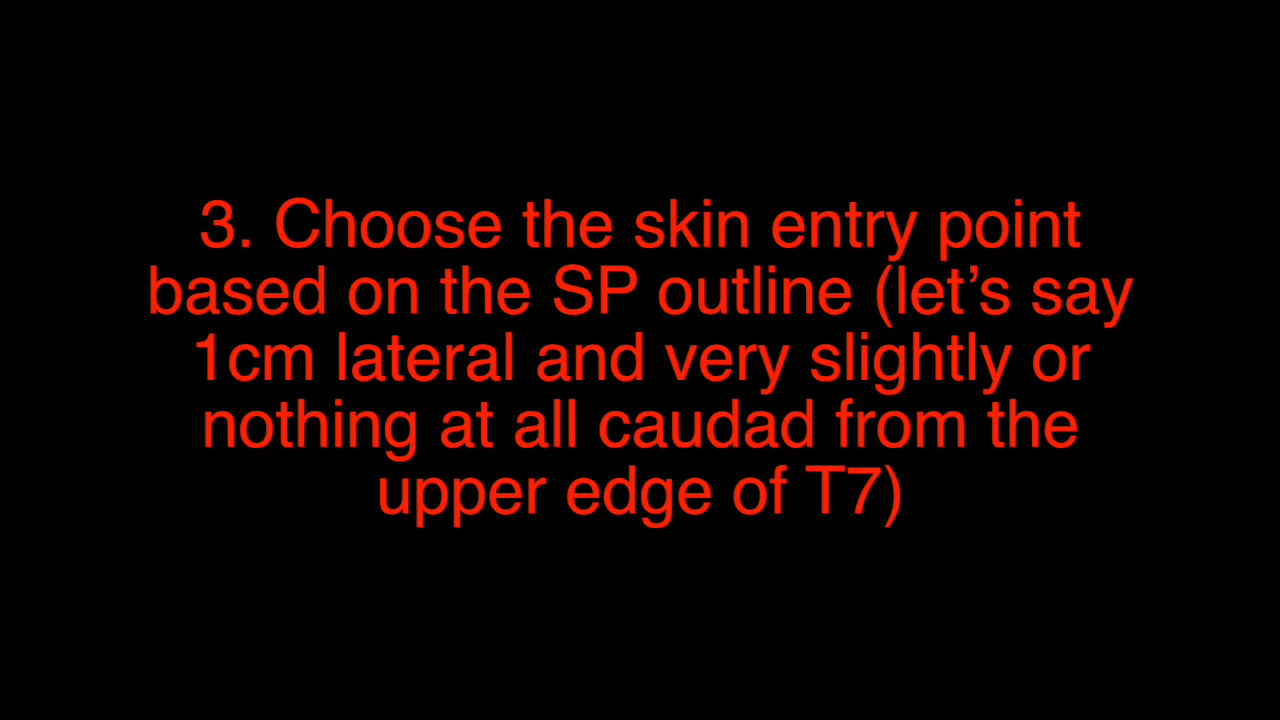 3. Choose the skin entry point
based on the SP outline (let’s say
1cm lateral and very slightly or
nothing at all caudad from the
upper edge of T7)